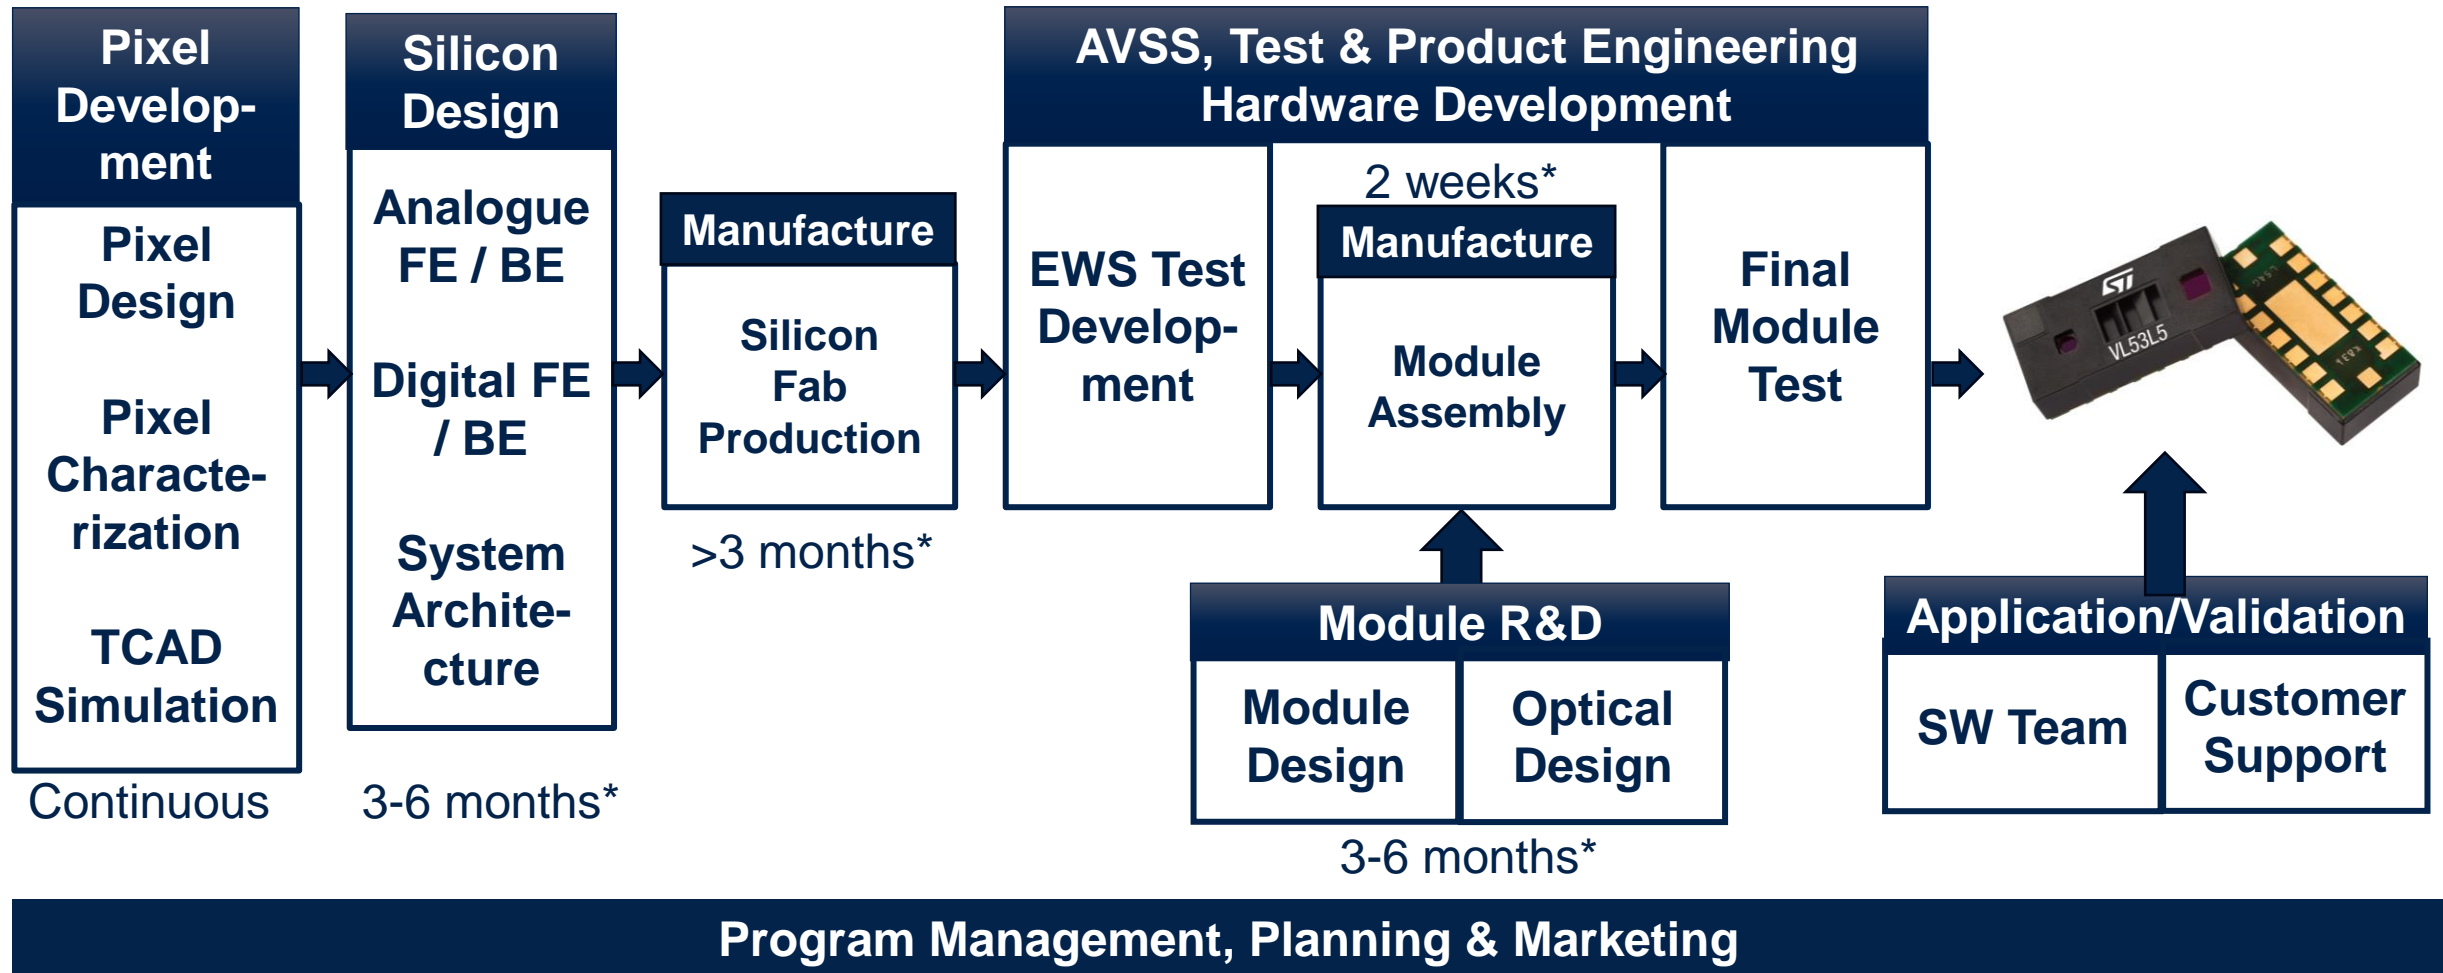 Pixel
Develop-
ment
Pixel
Design
Pixel
Characte-
rization
TCAD
Simulation
Continuous
Silicon
Design
Analogue
FE / BE
Digital FE
/ BE
System
Archite-
cture
3-6 months*
Manufacture
Silicon
Fab
Production
>3 months*
AVSS, Test & Product Engineering
Hardware Development
EWS Test
Develop-
ment
2 weeks*
Manufacture
Module
Assembly
Final
Module
Test
Module R&D
Module
Design
Optical
Design
3-6 months*
ST
VL53L5
Application/Validation
SW Team
Customer
Support
Program Management, Planning & Marketing